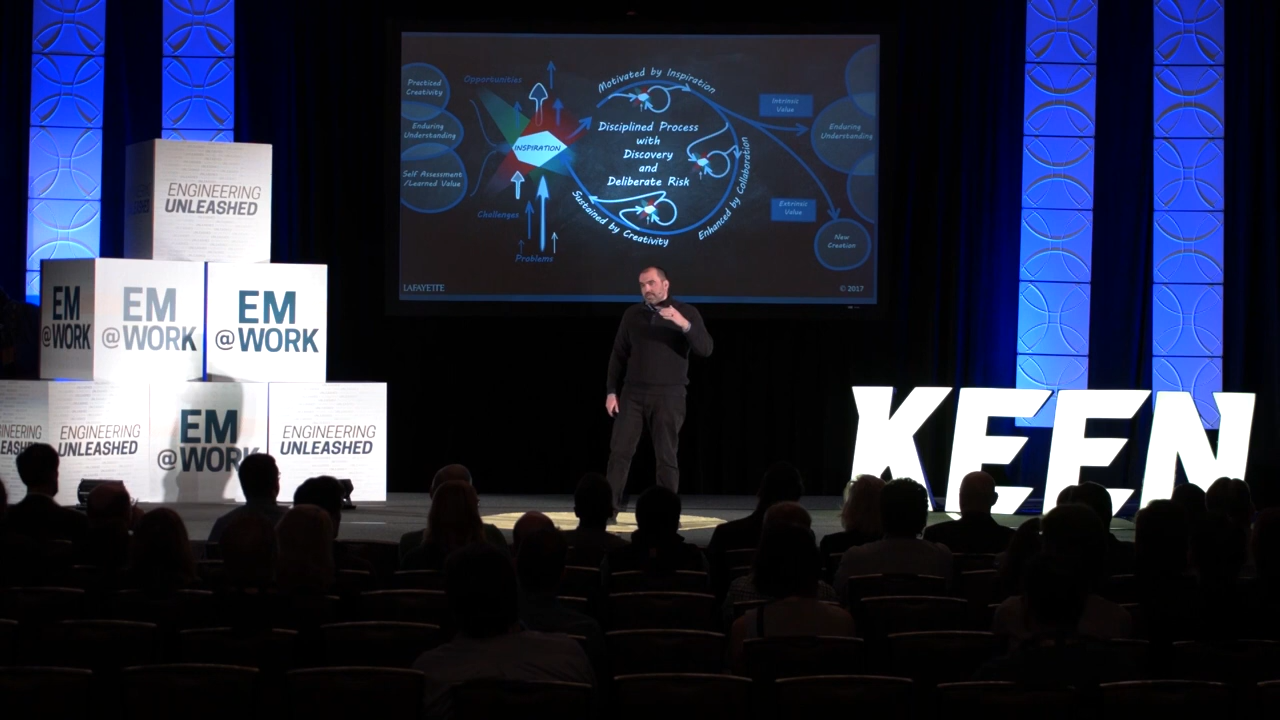 Practiced
Creativity
Enduring
Understanding
Self Assessment
/Learned Value
Opportunities
INSPIRATION
Challenges
Problems
Motivated by Inspiration
Disciplined Process
with
Discovery
and
Deliberate Risk
Enhanced by Collaboration
Sustained by Creativity
Intrinsic
Value
Extrinsic
Value
Enduring
Understanding
New
Creation
LAFAYETTE
© 2017
ENGINEERING
UNLEASHED
EM
@WORK
EM
@WORK
EM
@WORK
ENGINEERING
UNLEASHED
EM
@WORK
ENGINEERING
UNLEASHED
KEEN